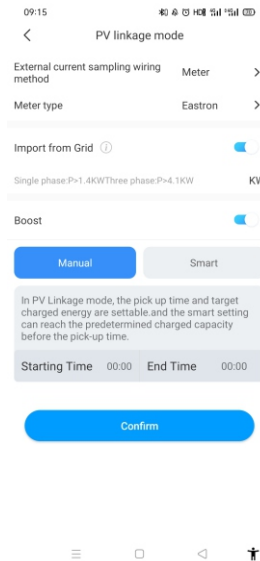 09:15
PV linkage mode
External current sampling wiring
method
Meter
Meter type
Eastron
Import from Grid
Single phase:P>1.4KWThree phase:P>4.1KW
KW
Boost
Manual
Smart
In PV Linkage mode, the pick up time and target
charged energy are settable.and the smart setting
can reach the predetermined charged capacity
before the pick-up time.
Starting Time 00:00 End Time 00:00
Confirm